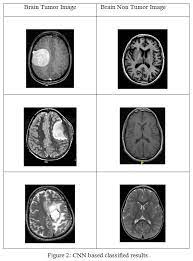 Brain Tumor Image Brain Non Tumor Image
Figure 2: CNN based classified results